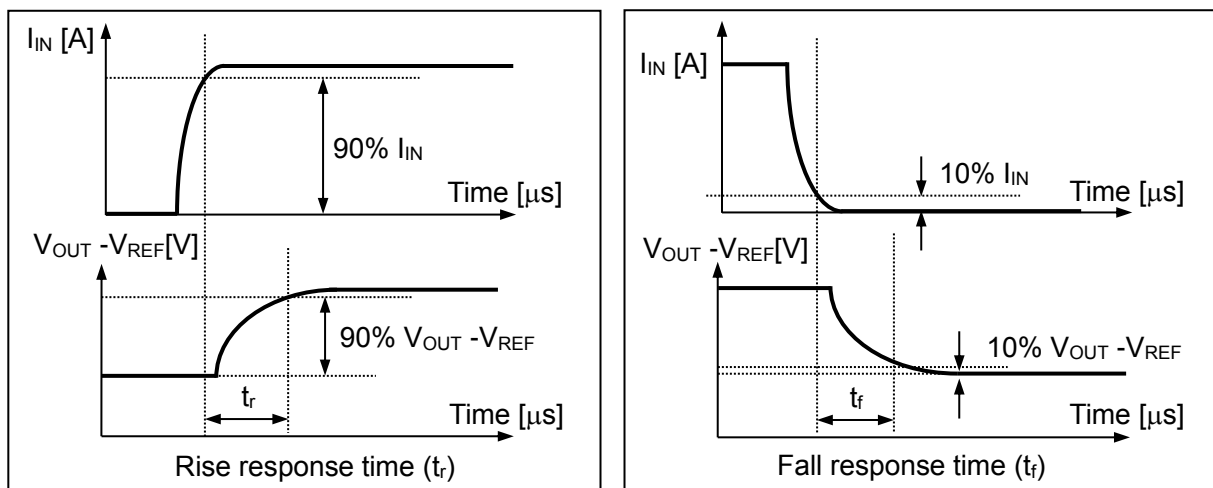 I_IN [A]
90% I_IN
Time [μs]
V_OUT -V_REF[V]
90% V_OUT -V_REF
t_r
Time [μs]
Rise response time (t_r)
I_IN [A]
10% I_IN
Time [μs]
V_OUT -V_REF[V]
10% V_OUT -V_REF
t_f
Time [μs]
Fall response time (t_f)